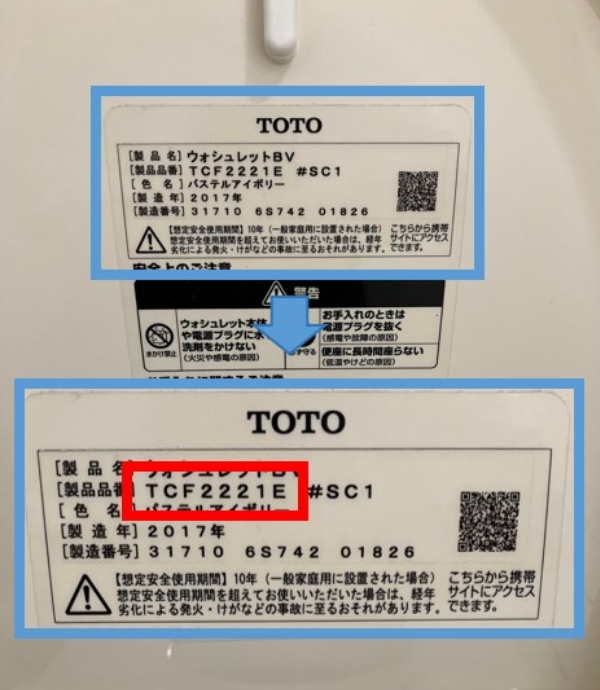 TOTO
[製品名] ウォシュレットBV
[製品品番] TCF2221E #SC1
[色名] パステルアイボリー
[製造年] 2017年
[製造番号] 31710 6S742 01826
【想定安全使用期間】10年（一般家庭用に設置された場合）
想定安全使用期間を超えてお使いいただいた場合は、経年
劣化による発火・けがなどの事故に至るおそれがあります。
こちらから携帯
サイトにアクセス
できます。
安全上のご注意
警告
水かけ禁止
ウォシュレット本体
や電源プラグに水
洗剤をかけない
(火災や感電の原因)
お手入れのときは
電源プラグを抜く
(感電や故障の原因)
便座に長時間座らない
(低温やけどの原因)
TOTO
[製品名 ウォシュレットBV
[製品品番 TCF2221E #SC1
[色名 パステルアイボリー
[製造年] 2017年
[製造番号] 31710 6S742 01826
【想定安全使用期間】10年（一般家庭用に設置された場合）
想定安全使用期間を超えてお使いいただいた場合は、経年
劣化による発火・けがなどの事故に至るおそれがあります。
こちらから携帯
サイトにアクセス
できます。